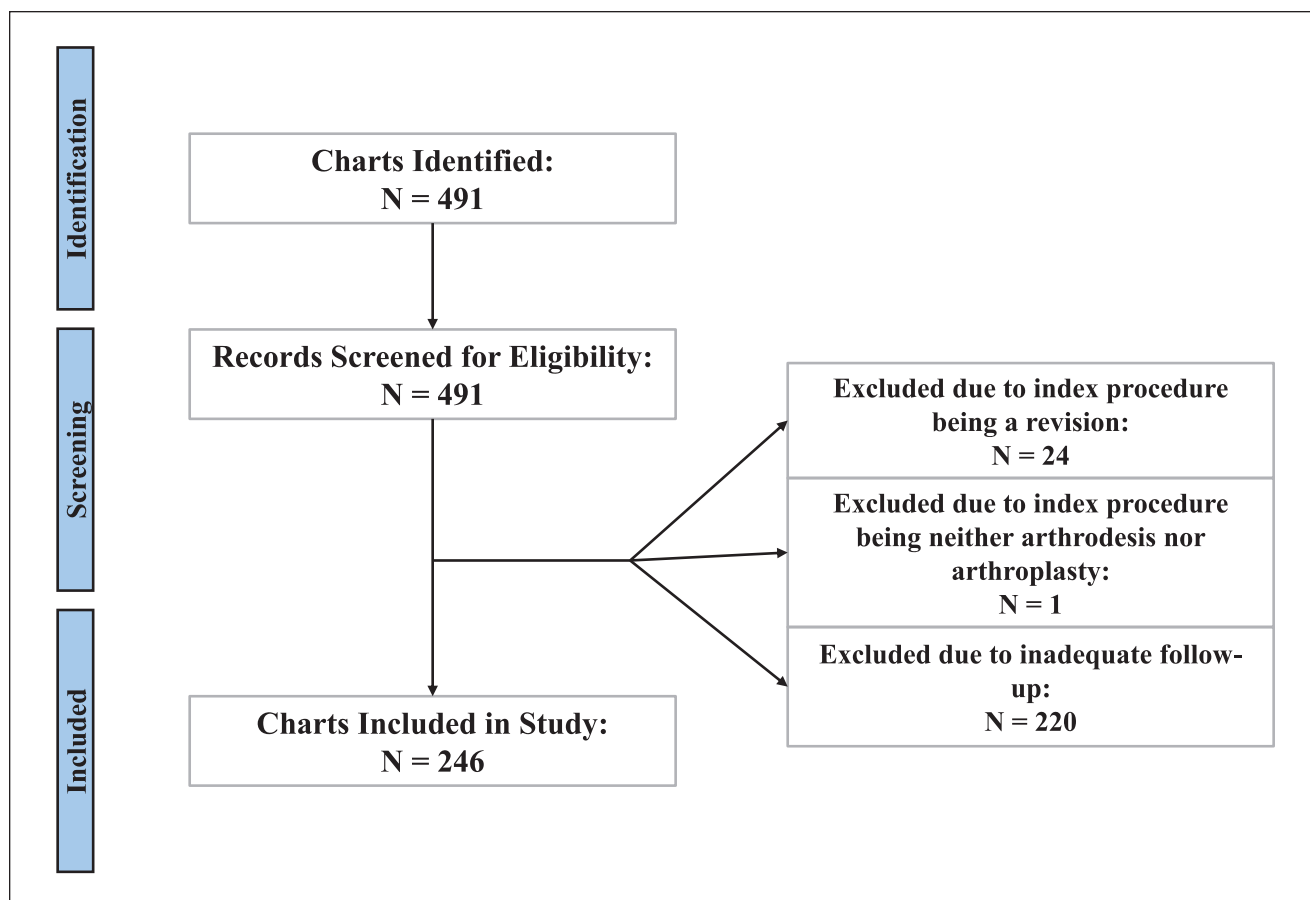 Identification
Charts Identified:
N = 491
Screening
Records Screened for Eligibility:
N = 491
Excluded due to index procedure
being a revision:
N = 24
Excluded due to index procedure
being neither arthrodesis nor
arthroplasty:
N = 1
Excluded due to inadequate follow-
up:
N = 220
Included
Charts Included in Study:
N = 246